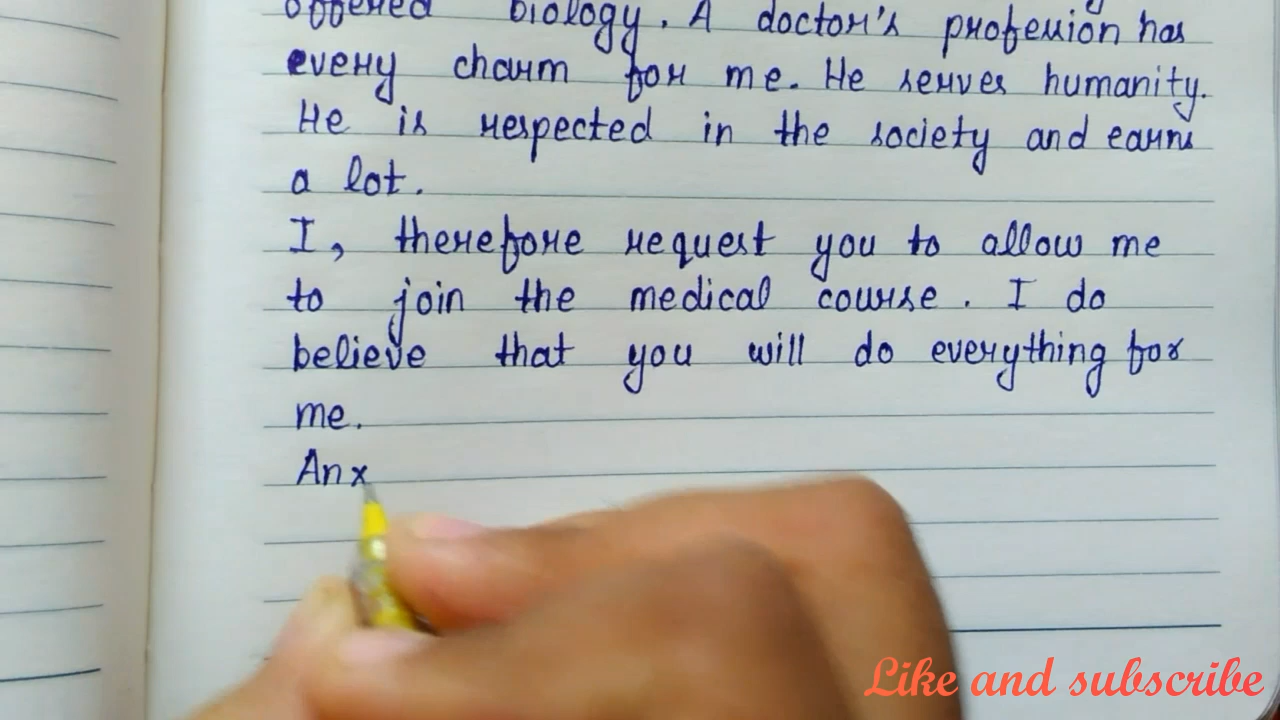 offered biology. A doctor's profession has
every charm for me. He serves humanity.
He is respected in the society and earns
a lot.
I, therefore request you to allow me
to join the medical course. I do
believe that you will do everything for
me.
Anx
Like and subscribe